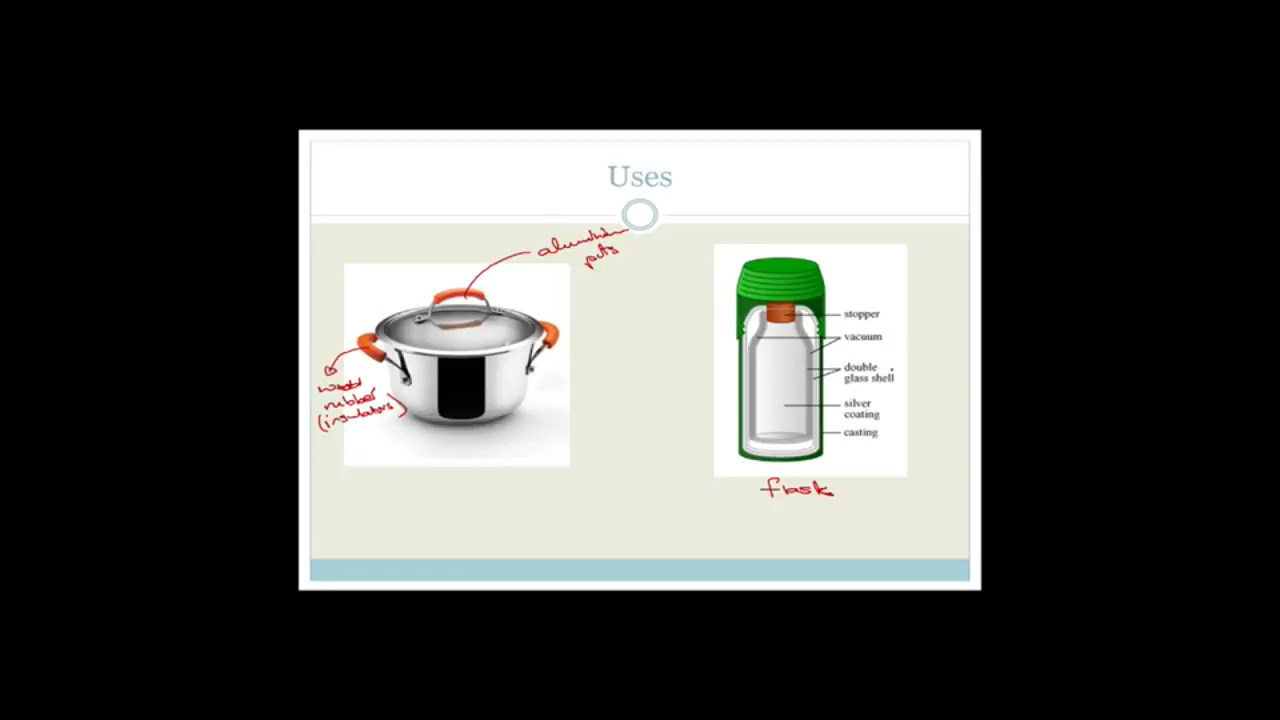 Uses
aluminium
pots
wood
rubber
(insulators)
stopper
vacuum
double
glass shell
silver
coating
casting
flask